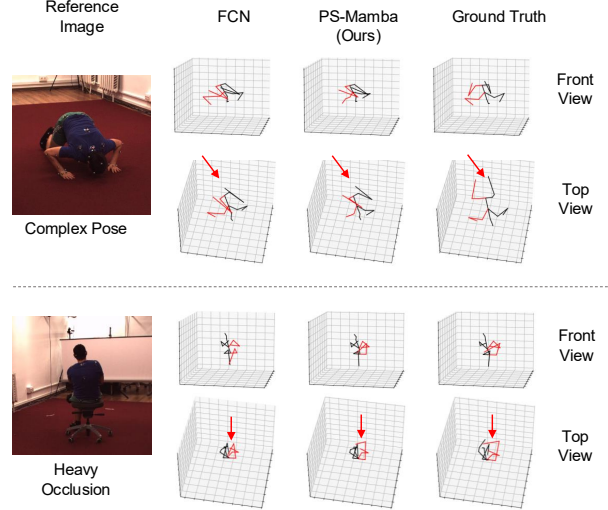 Reference
Image
FCN
PS-Mamba
(Ours)
Ground Truth
Front
View
Top
View
Complex Pose
Front
View
Top
View
Heavy
Occlusion